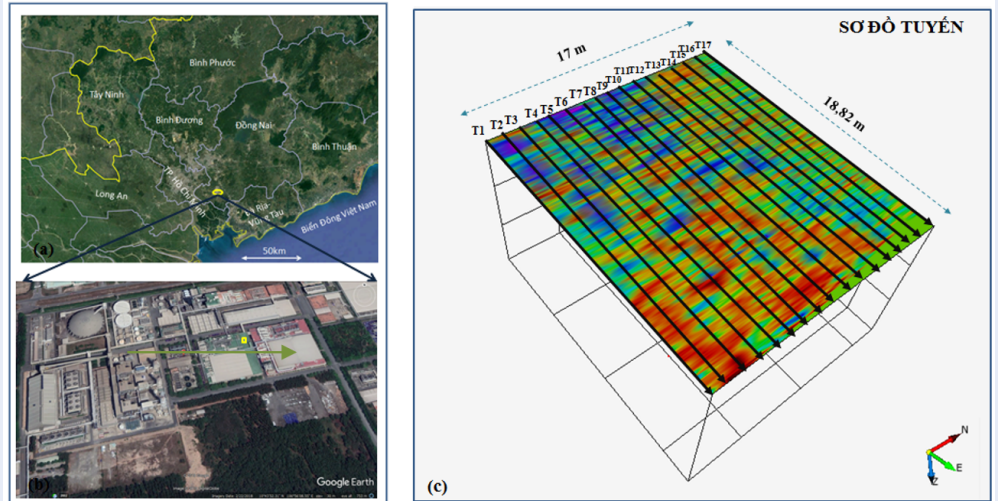 Bình Phước
Tây Ninh
Bình Dương
Đồng Nai
Bình Thuận
Long An
TP. Hồ Chí Minh
Bà Rịa-
Vũng Tàu
Biển Đông Việt Nam
(a)
50km
(b)
Google Earth
SƠ ĐỒ TUYẾN
17 m
18,82 m
T1 T2 T3 T4 T5 T6 T7 T8 T9 T10 T11 T12 T13 T14 T15 T16 T17
N
E
Z
(c)